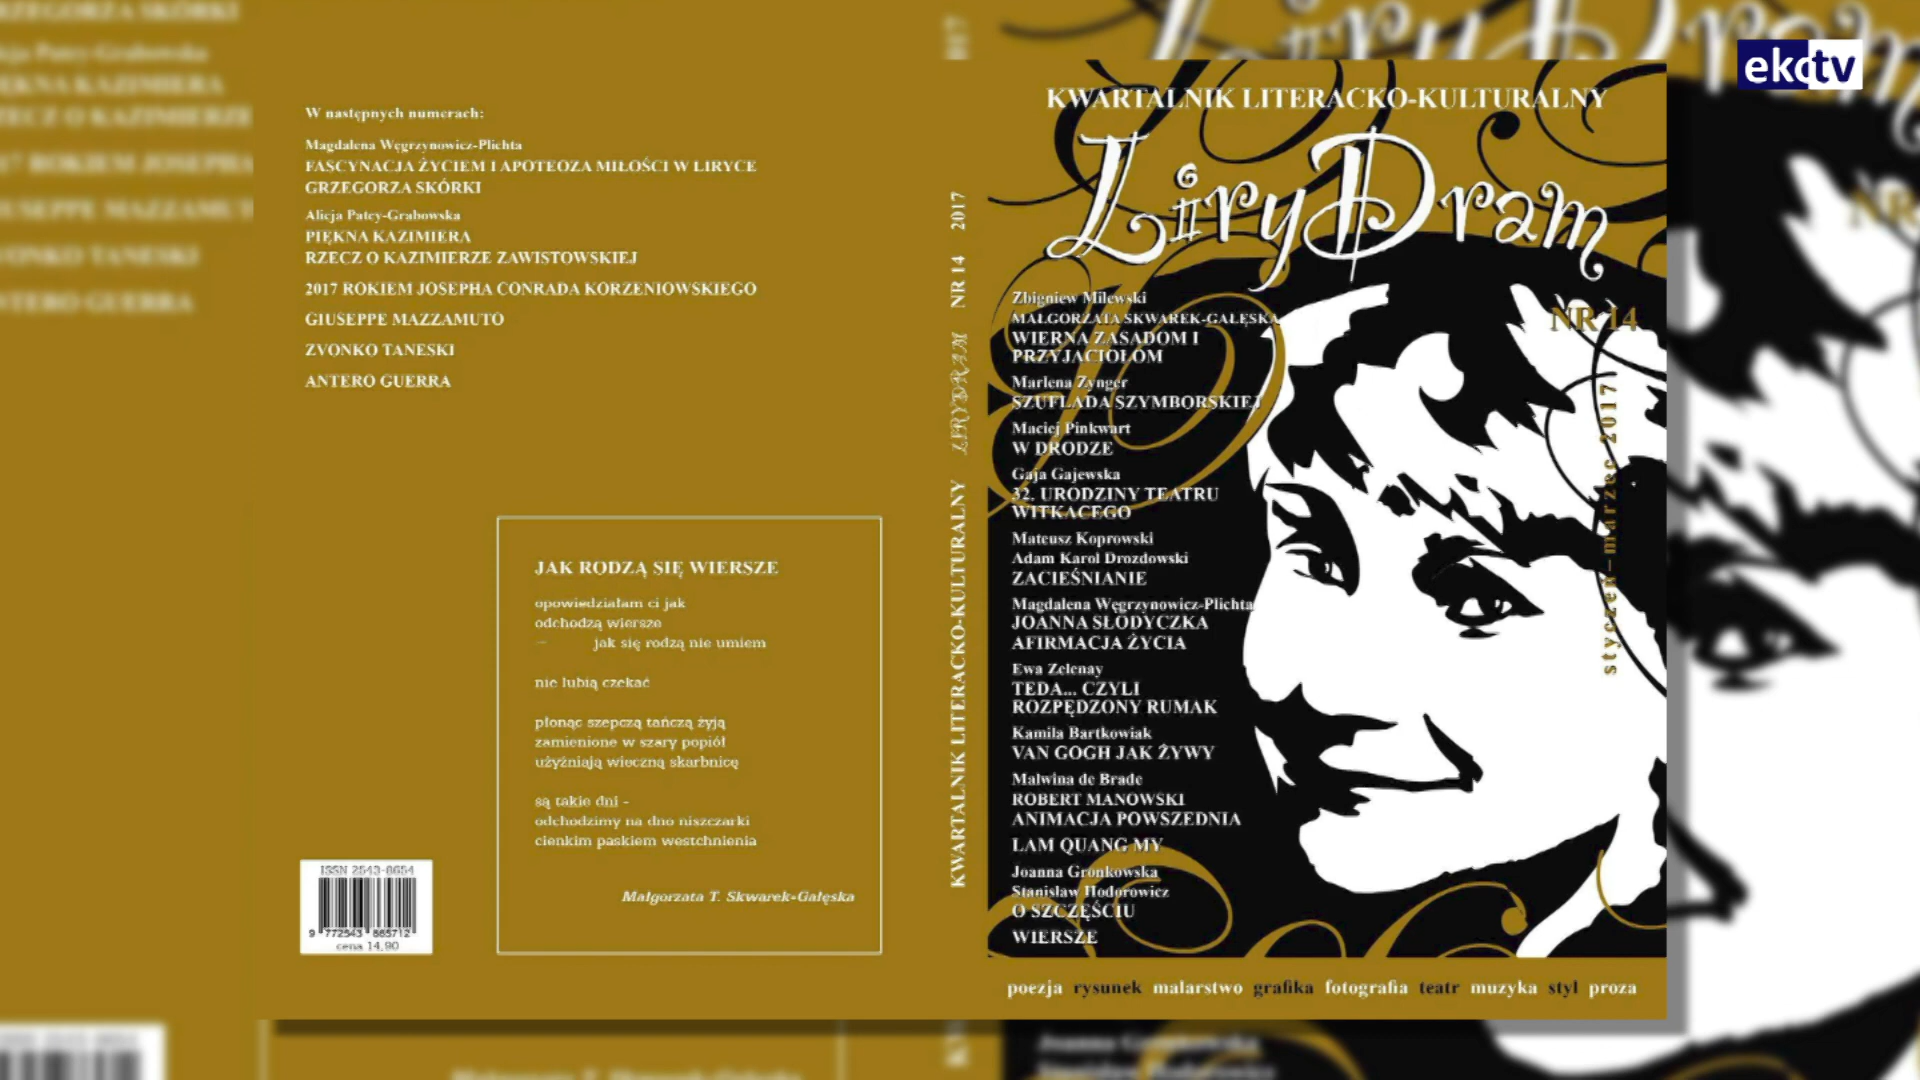 ekotv
W następnych numerach:
Magdalena Węgrzynowicz-Plichta
FASCYNACJA ŻYCIEM I APOTEOZA MIŁOŚCI W LIRYCE
GRZEGORZA SKÓRKI
Alicja Patey-Grabowska
PIĘKNA KAZIMIERA
RZECZ O KAZIMIERZE ZAWISTOWSKIEJ
2017 ROKIEM JOSEPHA CONRADA KORZENIOWSKIEGO
GIUSEPPE MAZZAMUTO
ZVONKO TANESKI
ANTERO GUERRA
JAK RODZĄ SIĘ WIERSZE
opowiedziałam ci jak
odchodzą wiersze
– jak się rodzą nie umiem
nie lubią czekać
płonąc szepczą tańczą żyją
zamienione w szary popiół
użyźniają wieczną skarbnicę
są takie dni -
odchodzimy na dno niszczarki
cienkim paskiem westchnienia
Małgorzata T. Skwarek-Gałęska
ISSN 2543-8654
9 772543 865712
cena 14,90
KWARTALNIK LITERACKO-KULTURALNY LIRYDRAM NR 14 2017
KWARTALNIK LITERACKO-KULTURALNY
LiryDram
NR 14
styczeń–marzec 2017
Zbigniew Milewski
MAŁGORZATA SKWAREK-GAŁĘSKA
WIERNA ZASADOM I
PRZYJACIOŁOM
Marlena Zynger
SZUFLADA SZYMBORSKIEJ
Maciej Pinkwart
W DRODZE
Gaja Gajewska
32. URODZINY TEATRU
WITKACEGO
Mateusz Koprowski
Adam Karol Drozdowski
ZACIEŚNIANIE
Magdalena Węgrzynowicz-Plichta
JOANNA SŁODYCZKA
AFIRMACJA ŻYCIA
Ewa Zelenay
TEDA... CZYLI
ROZPĘDZONY RUMAK
Kamila Bartkowiak
VAN GOGH JAK ŻYWY
Malwina de Brade
ROBERT MANOWSKI
ANIMACJA POWSZEDNIA
LAM QUANG MY
Joanna Gronkowska
Stanisław Hodorowicz
O SZCZĘŚCIU
WIERSZE
poezja rysunek malarstwo grafika fotografia teatr muzyka styl proza